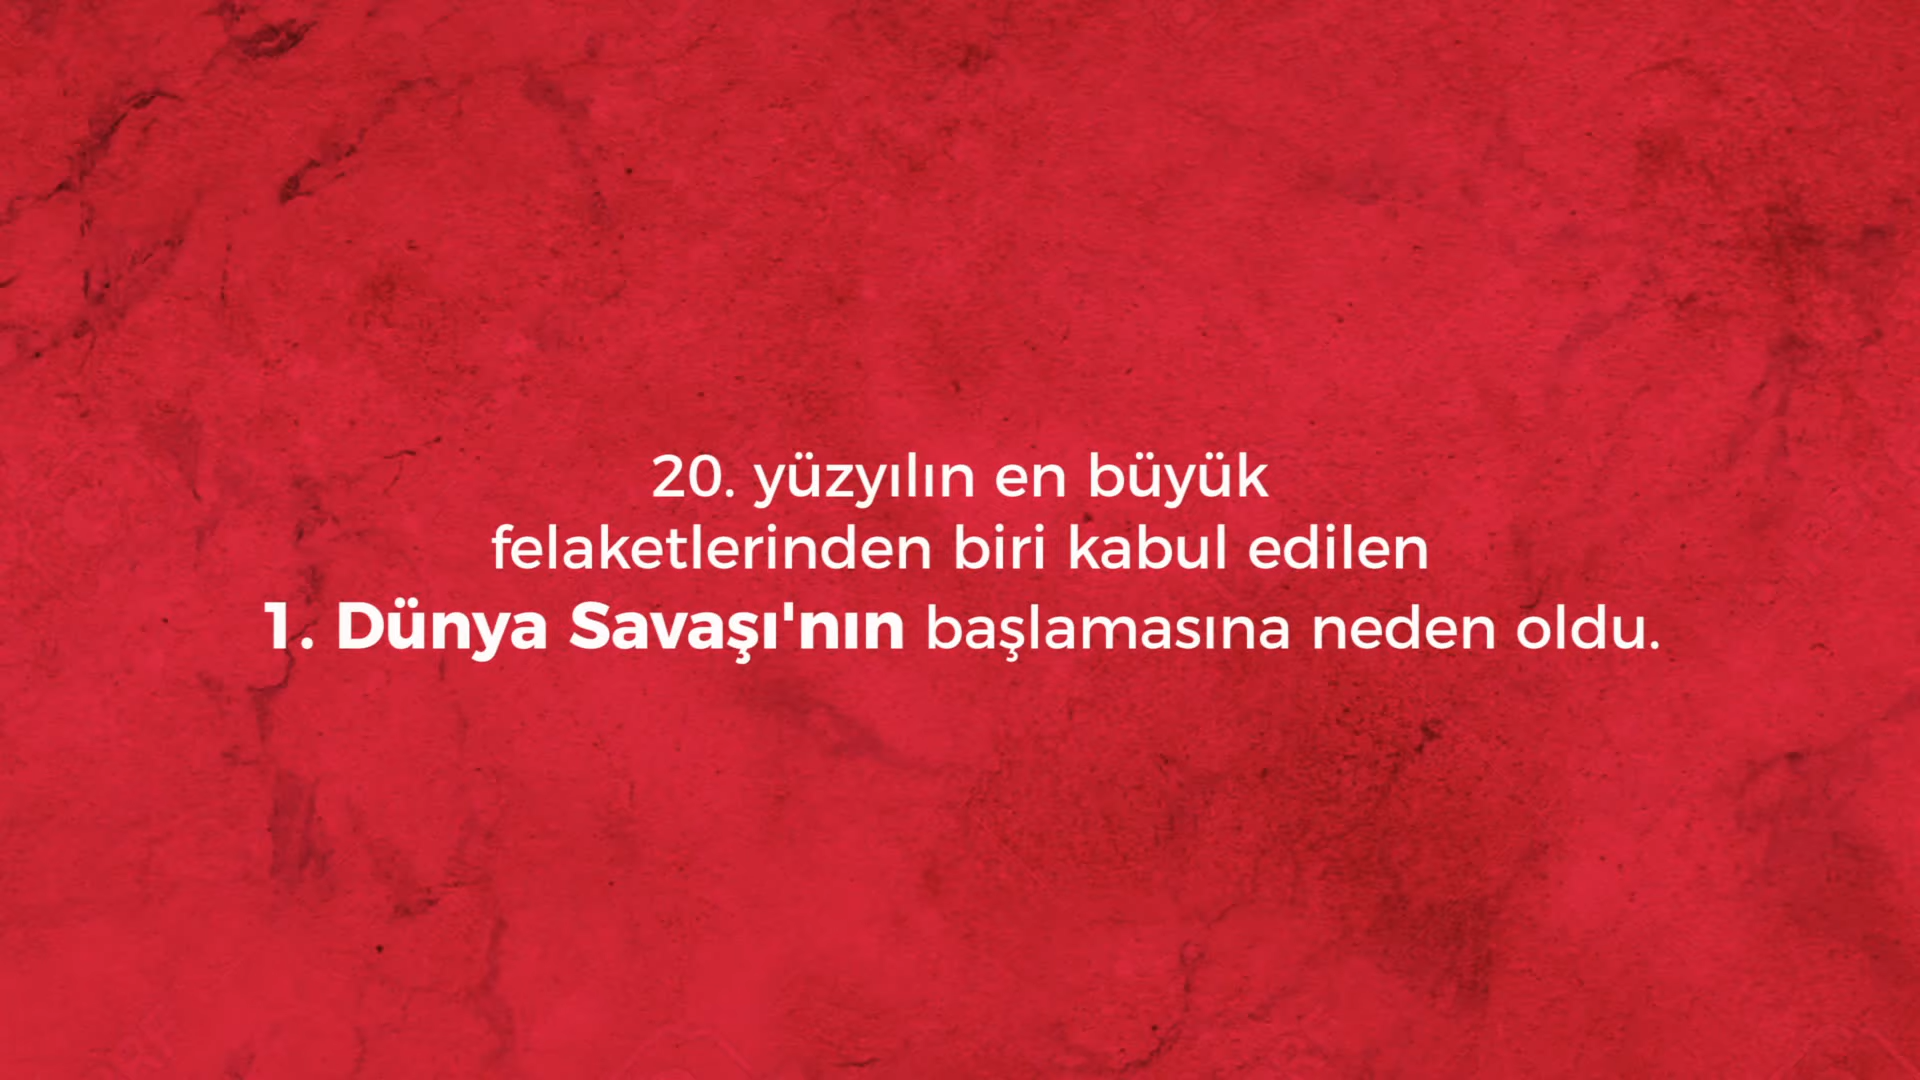 20. yüzyılın en büyük
felaketlerinden biri kabul edilen
1. Dünya Savaşı'nın başlamasına neden oldu.